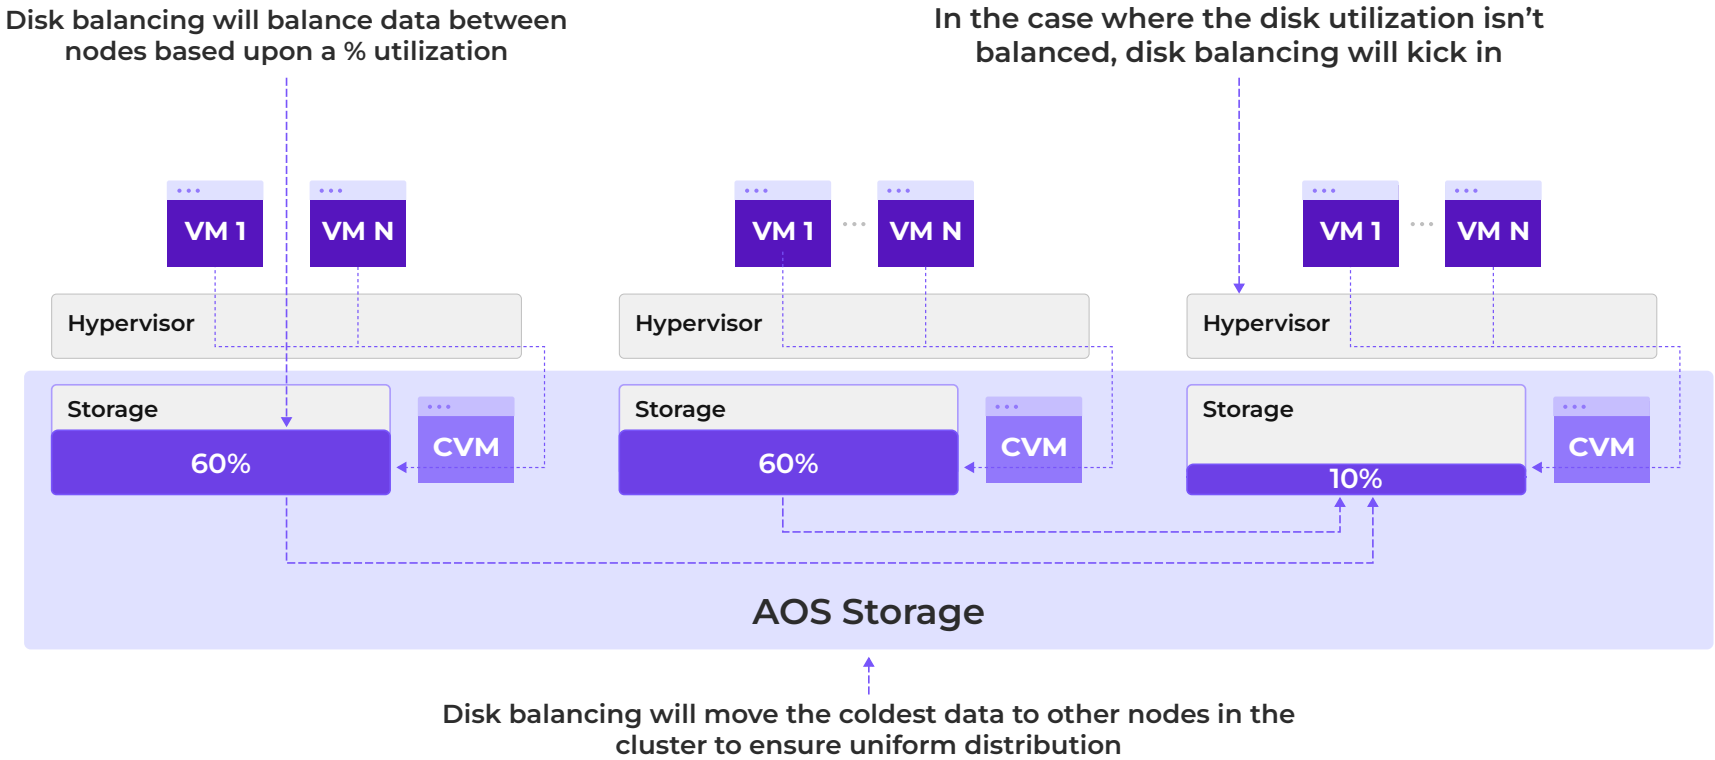 Disk balancing will balance data between
nodes based upon a % utilization
In the case where the disk utilization isn’t
balanced, disk balancing will kick in
VM 1
VM N
VM 1
VM N
VM 1
VM N
Hypervisor
Hypervisor
Hypervisor
Storage
60%
CVM
Storage
60%
CVM
Storage
10%
CVM
AOS Storage
Disk balancing will move the coldest data to other nodes in the
cluster to ensure uniform distribution